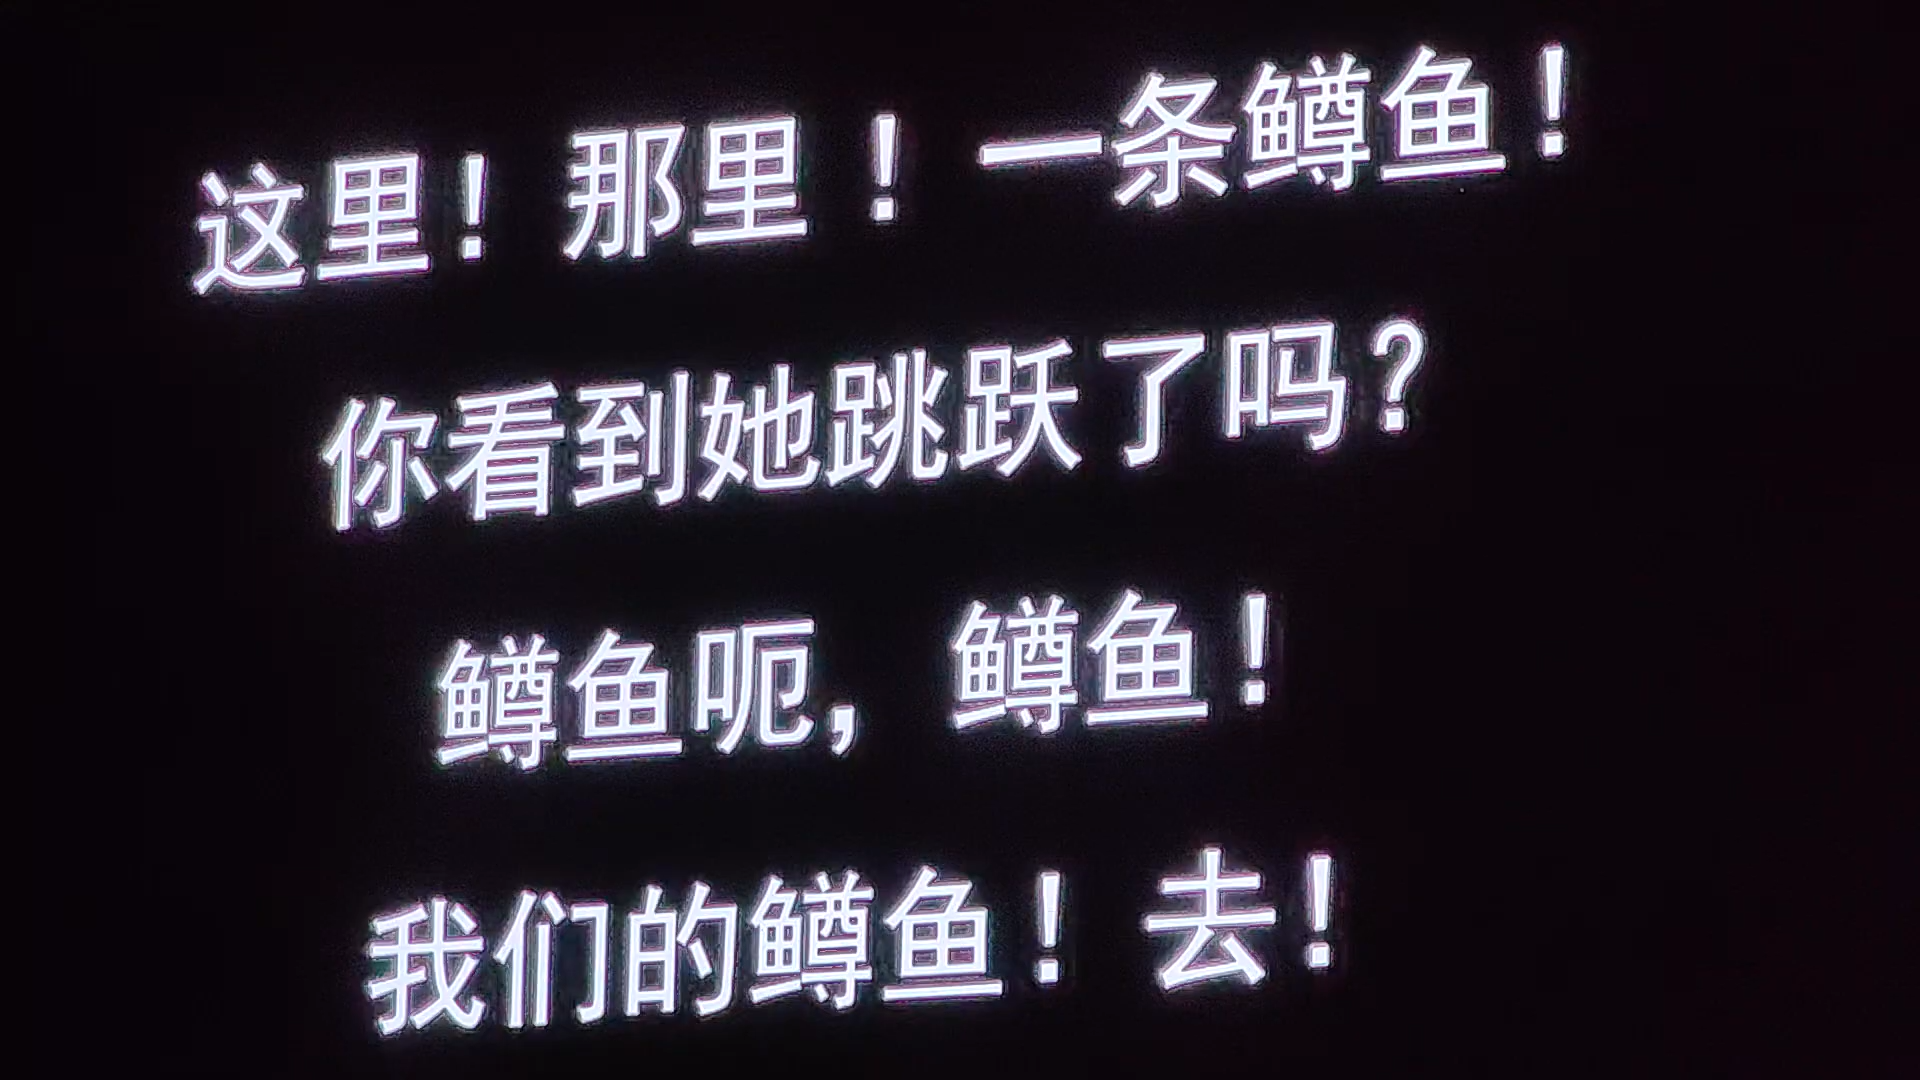 这里！那里！一条鳟鱼！
你看到她跳跃了吗？
鳟鱼呃，鳟鱼！
我们的鳟鱼！去！